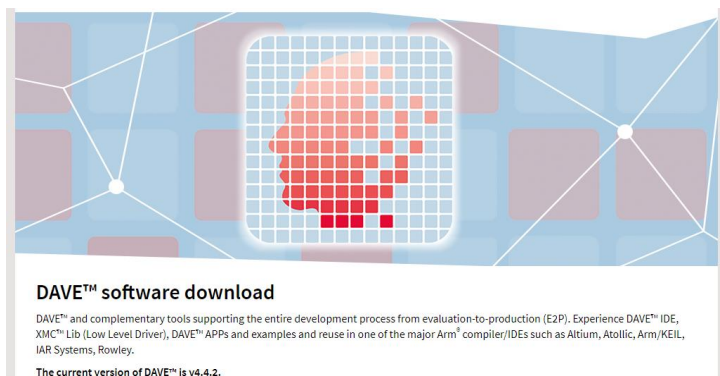 DAVE™ software download
DAVE™ and complementary tools supporting the entire development process from evaluation-to-production (E2P). Experience DAVE™ IDE,
XMC™ Lib (Low Level Driver), DAVE™ APPs and examples and reuse in one of the major Arm® compiler/IDEs such as Altium, Atollic, Arm/KEIL,
IAR Systems, Rowley.
The current version of DAVE™ is v4.4.2.